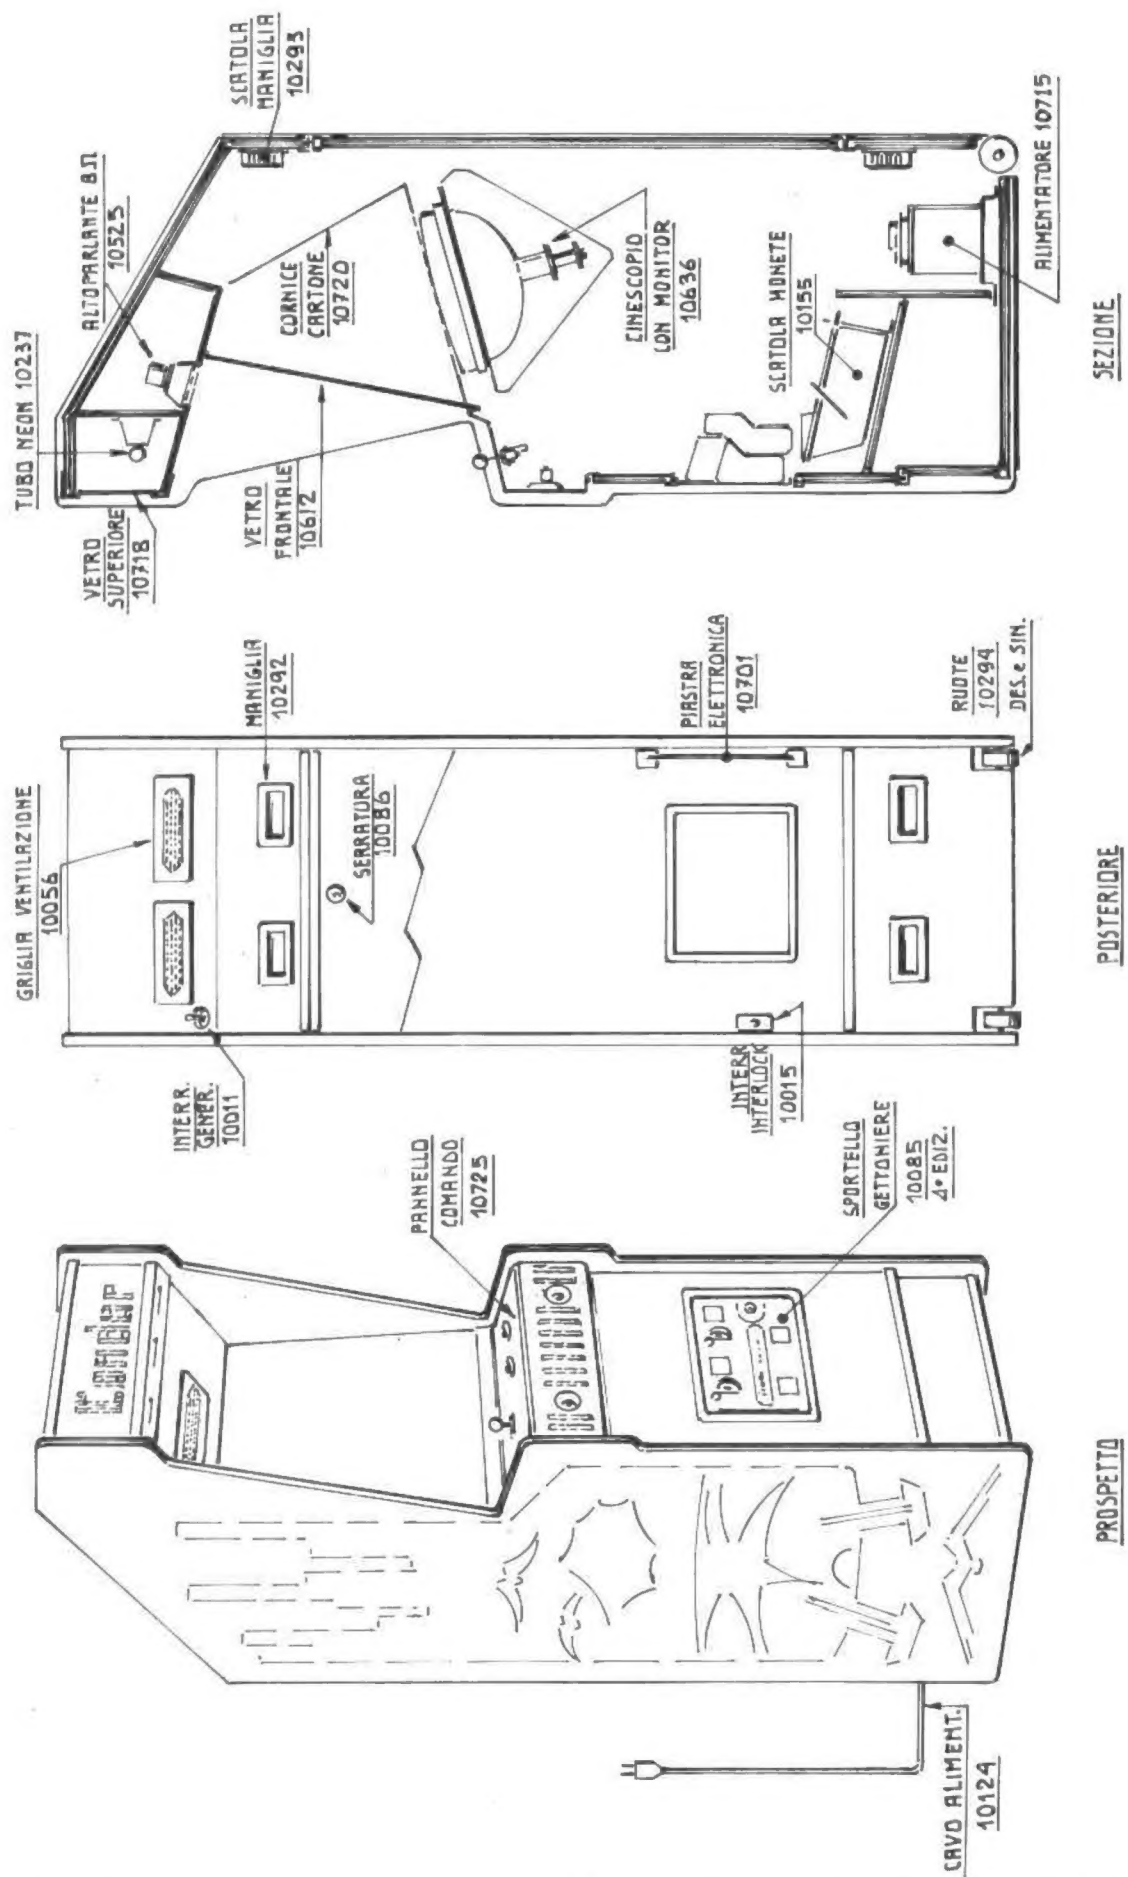 CAVO ALIMENT.
10124
PANNELLO
COMANDO
10725
SPORTELLO
GETTONIERE
10085
4° EDIZ.
PROSPETTO
GRIGLIA VENTILAZIONE
10056
INTERR.
GENER.
10011
MANIGLIA
10292
SERRATURA
10086
INTERR
INTERLOCK
10015
PIASTRA
ELETTRONICA
10701
RUOTE
10294
DES. e SIN.
POSTERIORE
TUBO NEON 10237
ALTOPARLANTE 8Ω
10525
SCATOLA
MANIGLIA
10293
VETRO
SUPERIORE
10718
VETRO
FRONTALE
10612
CORNICE
CARTONE
10720
CINESCOPIO
CON MONITOR
10636
SCATOLA MONETE
10155
ALIMENTATORE 10715
SEZIONE